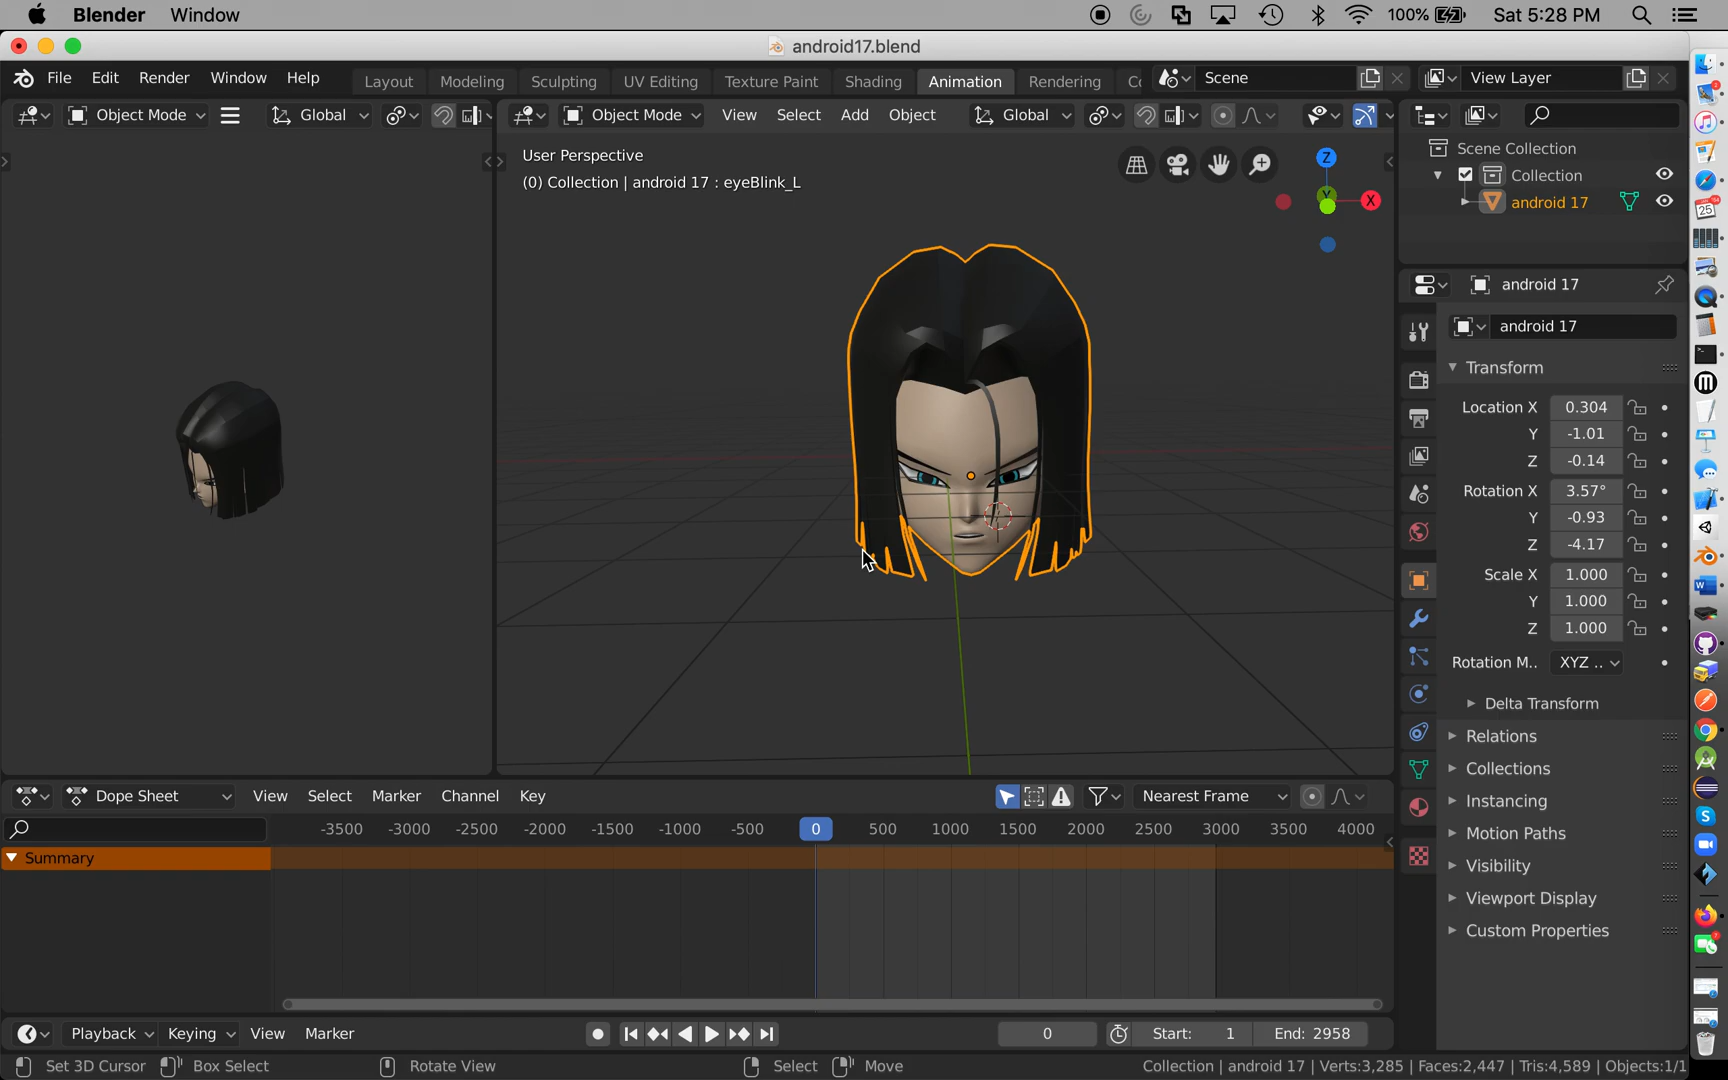 Blender Window 100% Sat 5:28 PM
android17.blend
File Edit Render Window Help Layout Modeling Sculpting UV Editing Texture Paint Shading Animation Rendering Co Scene View Layer
Object Mode Global Object Mode View Select Add Object Global
User Perspective
(0) Collection | android 17 : eyeBlink_L
Z
Y
X
Scene Collection
Collection
android 17
android 17
android 17
Transform
Location X 0.304
Y -1.01
Z -0.14
Rotation X 3.57°
Y -0.93
Z -4.17
Scale X 1.000
Y 1.000
Z 1.000
Rotation M.. XYZ ..
Delta Transform
Relations
Collections
Instancing
Motion Paths
Visibility
Viewport Display
Custom Properties
Dope Sheet View Select Marker Channel Key Nearest Frame
-3500 -3000 -2500 -2000 -1500 -1000 -500 0 500 1000 1500 2000 2500 3000 3500 4000
Summary
Playback Keying View Marker 0 Start: 1 End: 2958
Set 3D Cursor Box Select Rotate View Select Move Collection | android 17 | Verts:3,285 | Faces:2,447 | Tris:4,589 | Objects:1/1